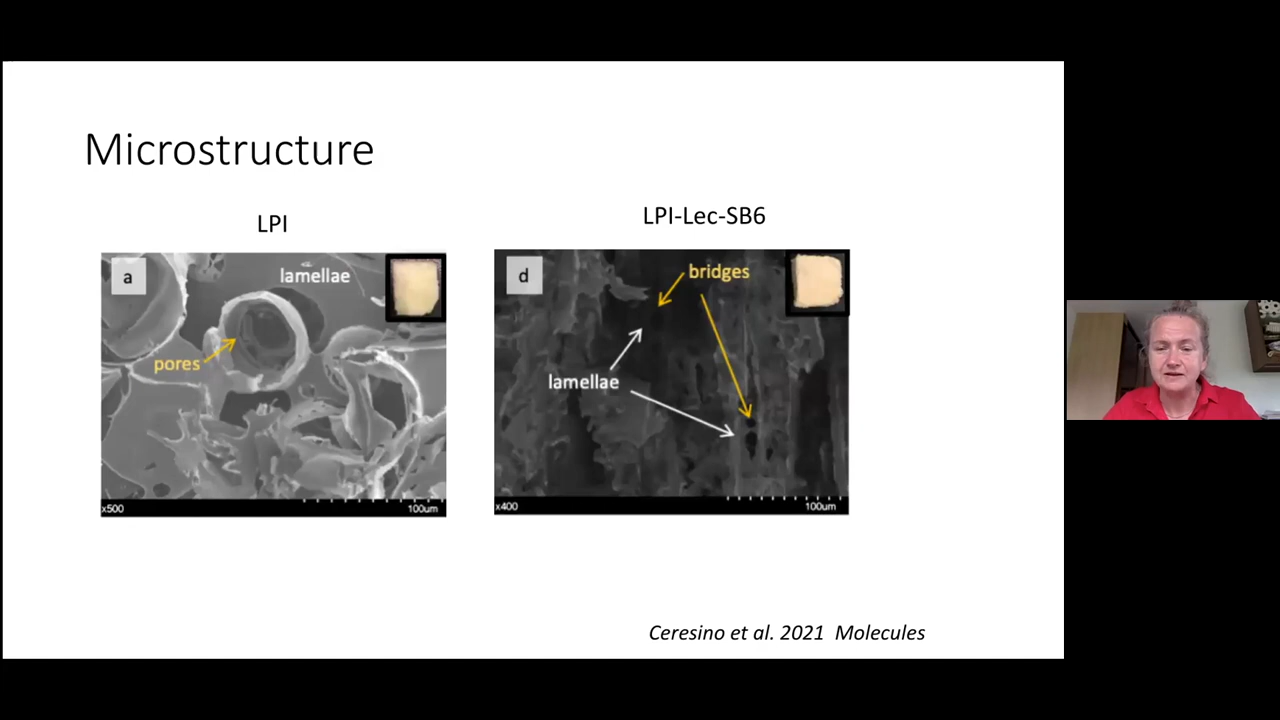 Microstructure
LPI
LPI-Lec-SB6
a
lamellae
pores
x500
100um
d
bridges
lamellae
x400
100um
Ceresino et al. 2021 Molecules